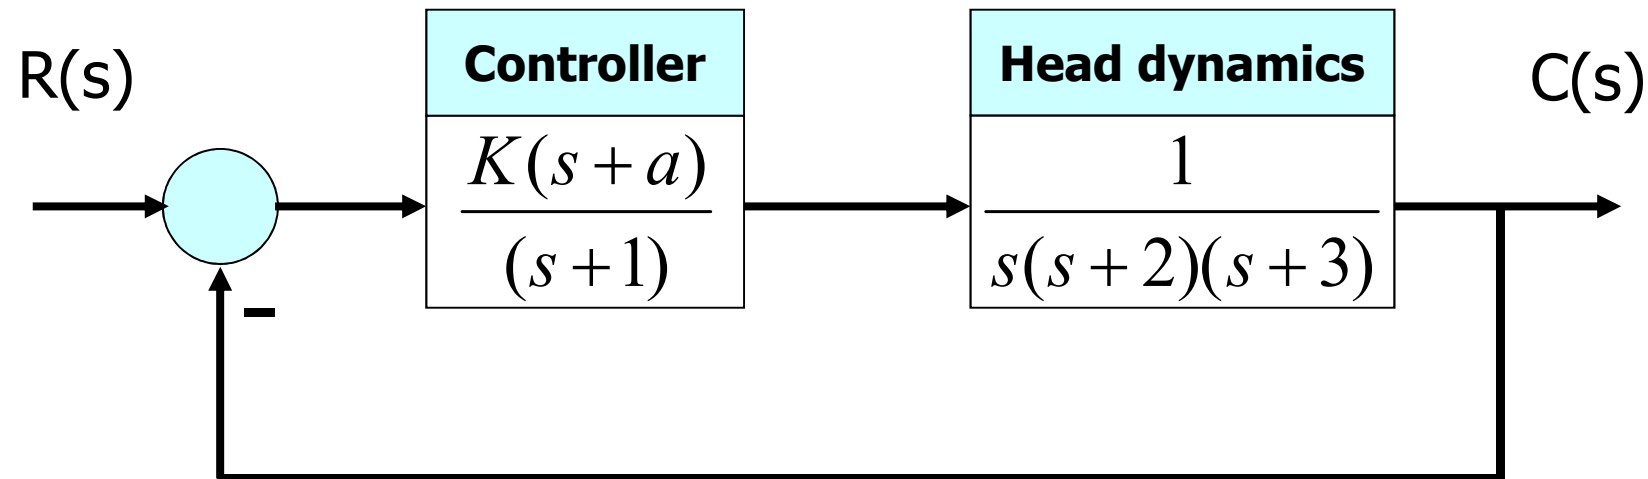 R(s)
Controller
K(s + a)
(s + 1)
Head dynamics
1
s(s + 2)(s + 3)
C(s)
-